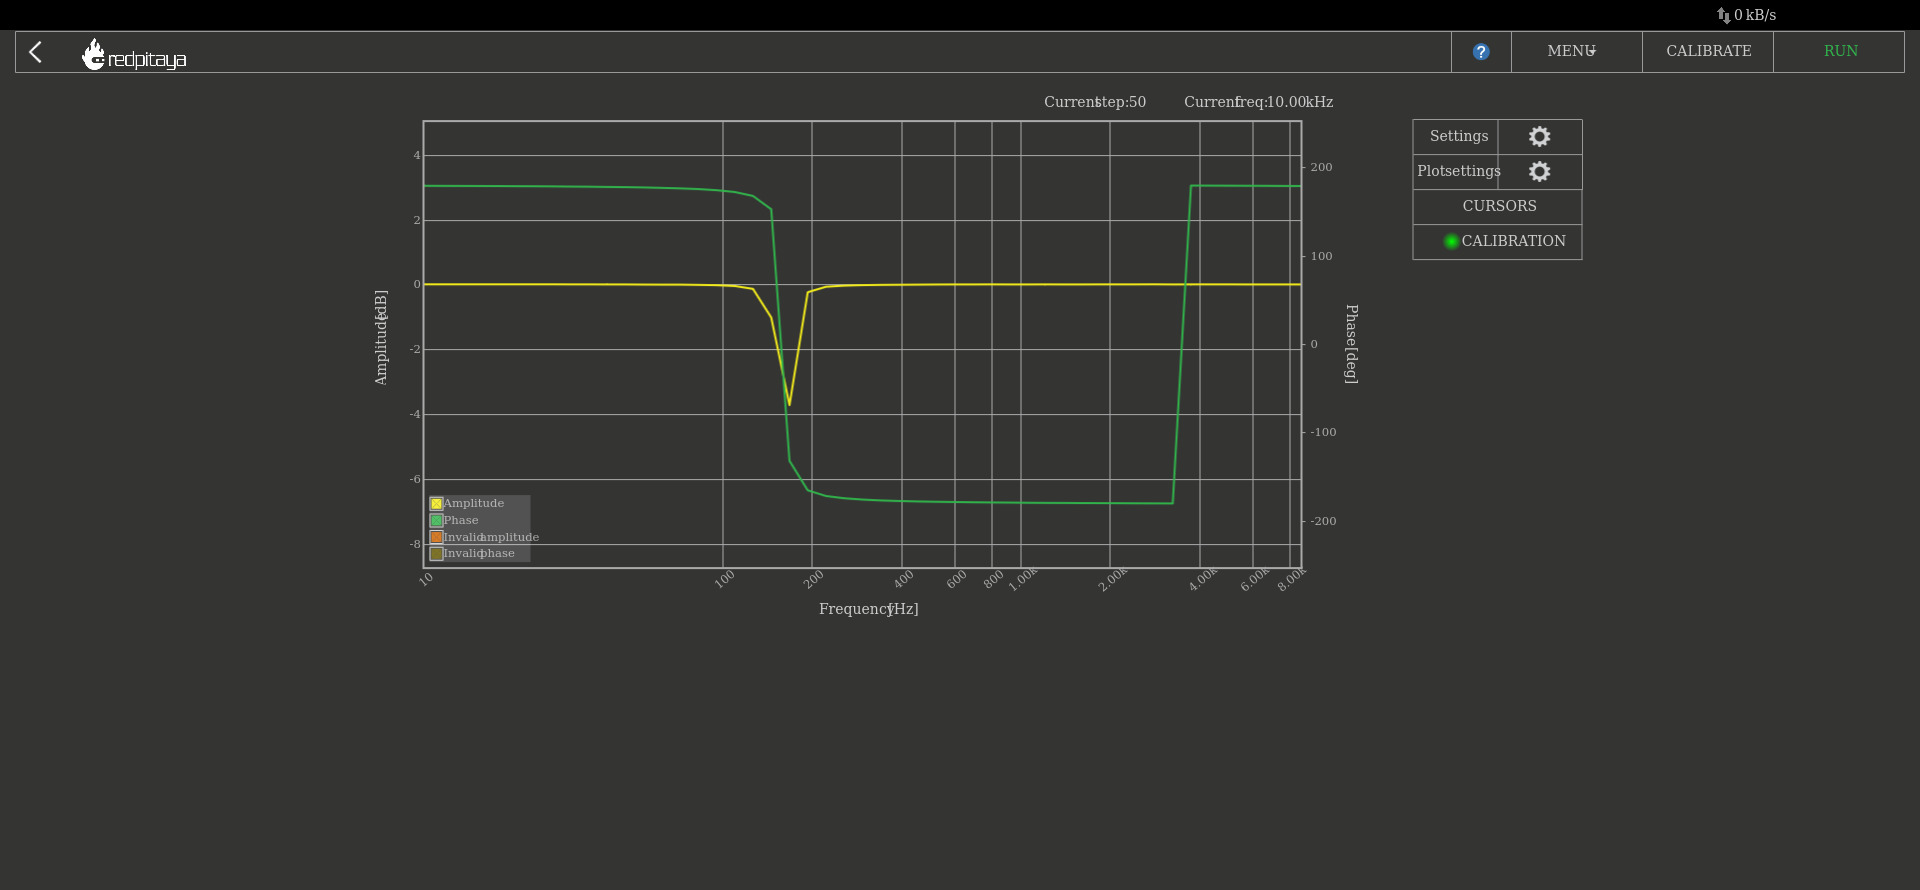 0 kB/s
redpitaya
?
MENU
CALIBRATE
RUN
Current step:50 Current freq:10.00kHz
Settings
Plot settings
CURSORS
CALIBRATION
4
2
0
-2
-4
-6
-8
Amplitude [dB]
200
100
0
-100
-200
Phase [deg]
Amplitude
Phase
Invalid amplitude
Invalid phase
10 100 200 400 600 800 1.00k 2.00k 4.00k 6.00k 8.00k
Frequency [Hz]